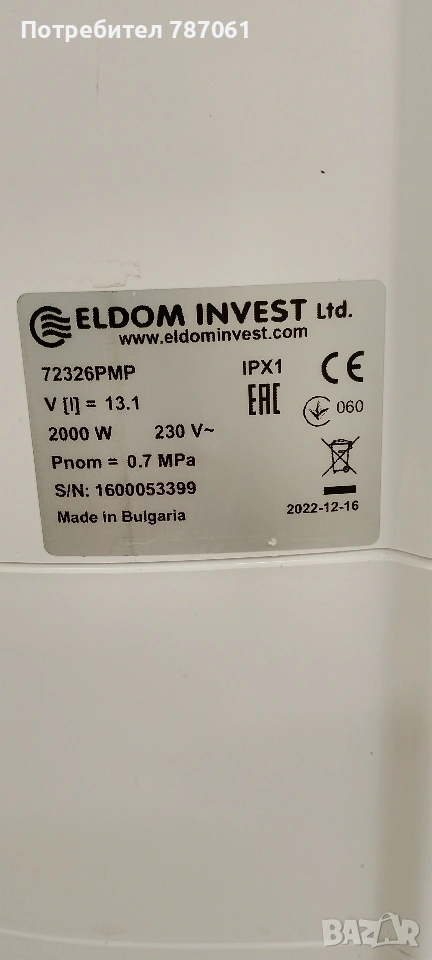 Потребител 787061
ELDOM INVEST Ltd.
www.eldominvest.com
72326PMP IPX1 CE
V [l] = 13.1 EAC 060
2000 W 230 V~
Pnom = 0.7 MPa
S/N: 1600053399
Made in Bulgaria 2022-12-16
BAZAR